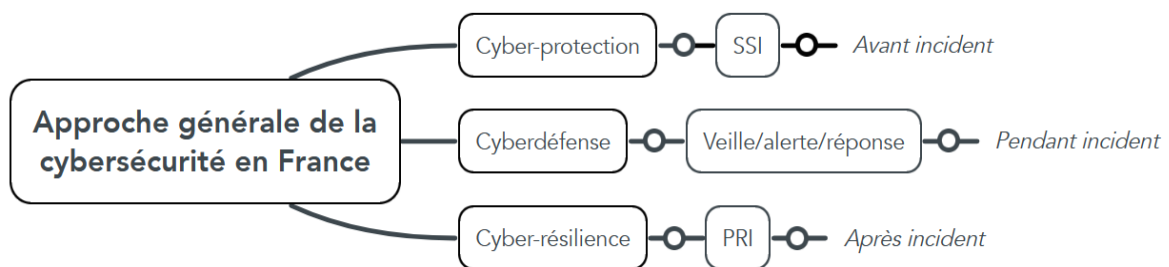 Approche générale de la
cybersécurité en France
Cyber-protection
SSI
Avant incident
Cyberdéfense
Veille/alerte/réponse
Pendant incident
Cyber-résilience
PRI
Après incident